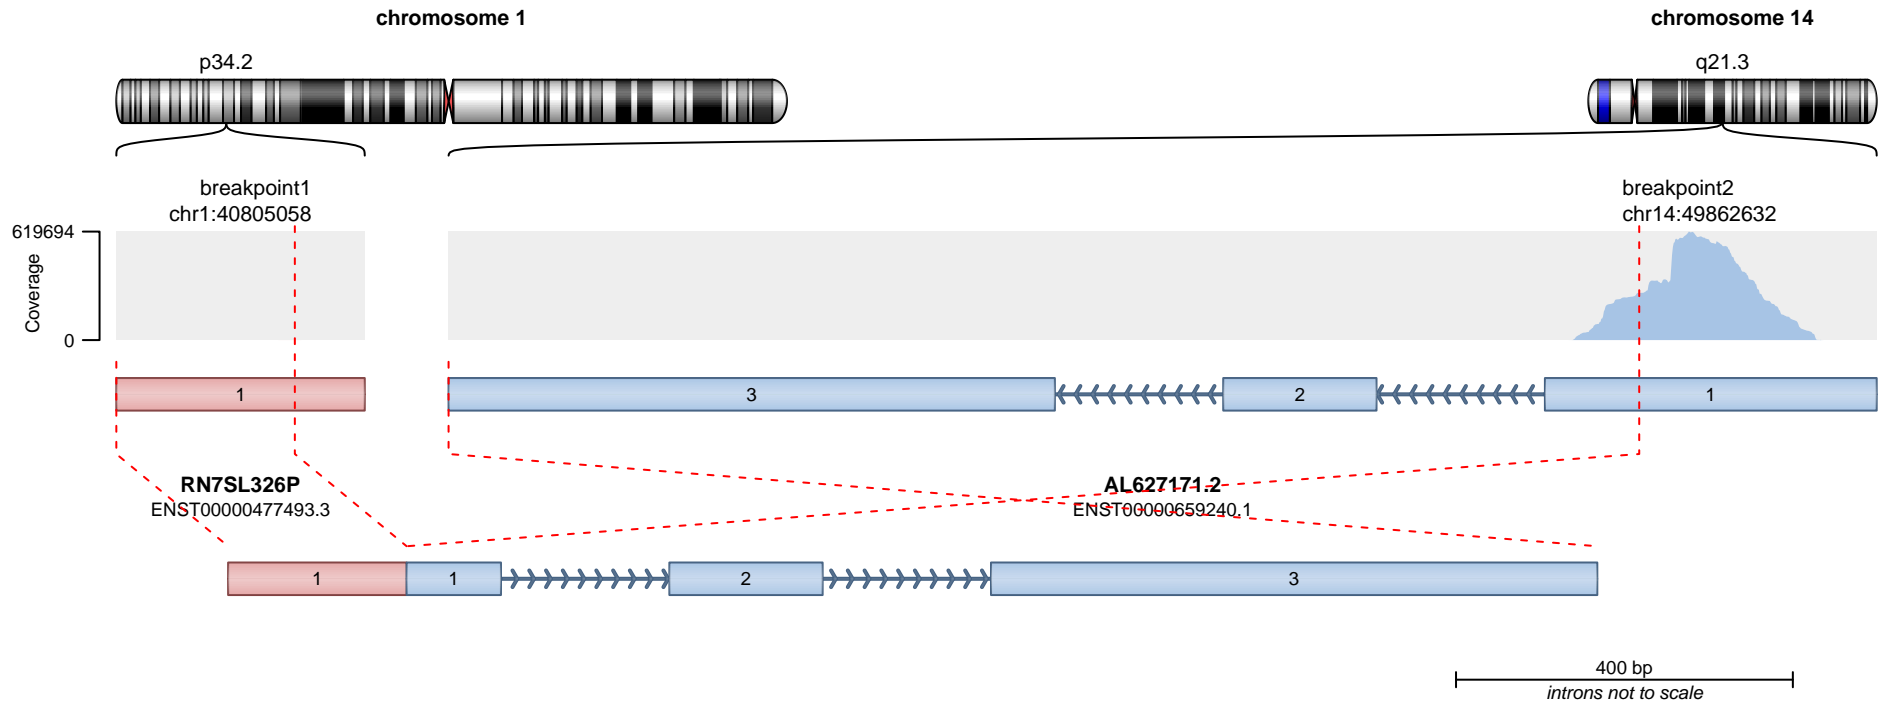 chromosome 1
chromosome 14
p34.2
q21.3
breakpoint1
chr1:40805058
breakpoint2
chr14:49862632
619694
Coverage
0
1
3
2
1
RN7SL326P
ENST00000477493.3
AL627171.2
ENST00000659240.1
1
1
2
3
400 bp
introns not to scale